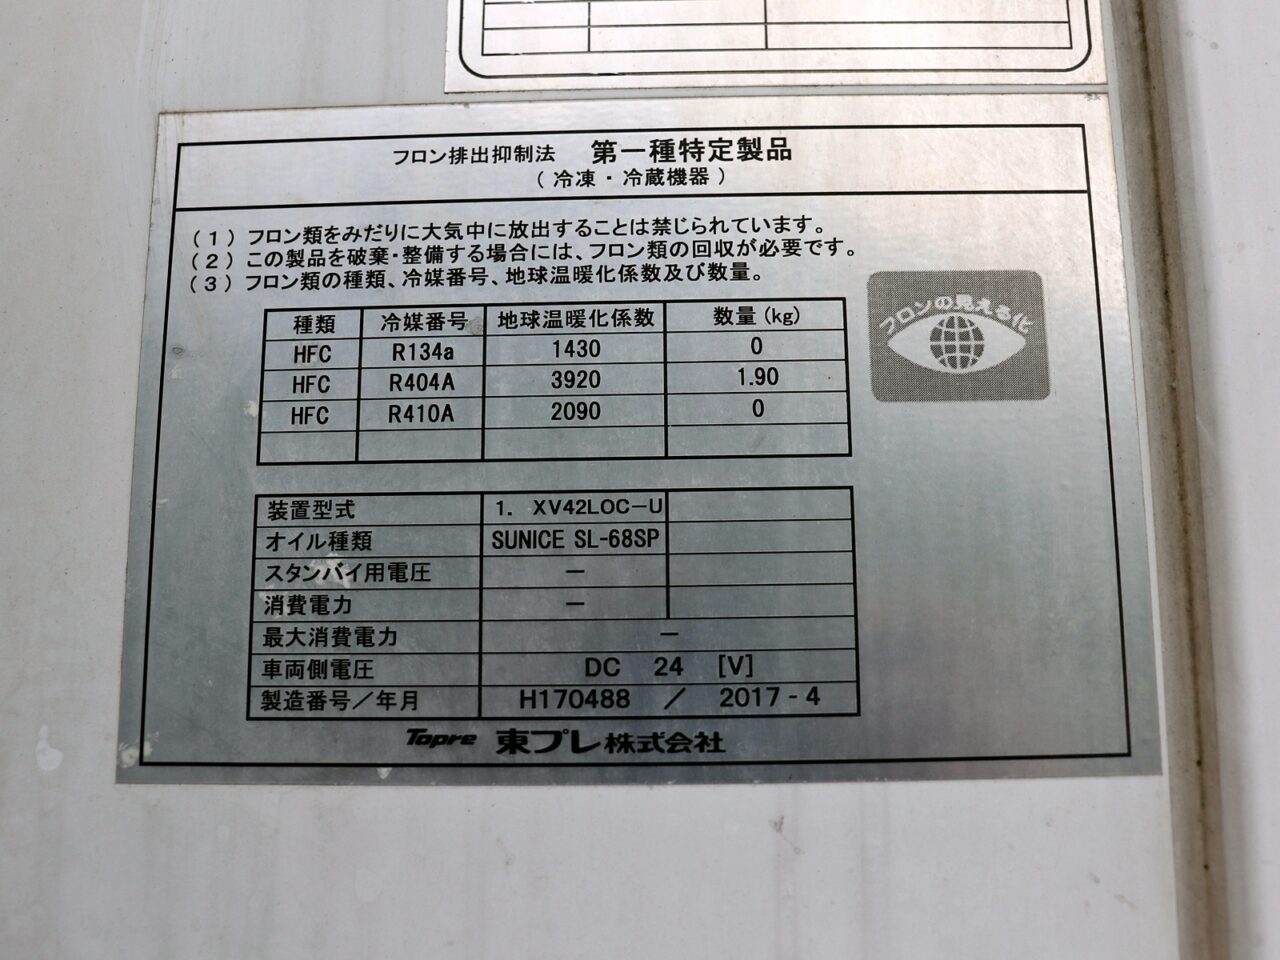 フロン排出抑制法 第一種特定製品
(冷凍・冷蔵機器)
(1) フロン類をみだりに大気中に放出することは禁じられています。
(2) この製品を破棄・整備する場合には、フロン類の回収が必要です。
(3) フロン類の種類、冷媒番号、地球温暖化係数及び数量。
フロンの見える化
種類 冷媒番号 地球温暖化係数 数量(kg)
HFC R134a 1430 0
HFC R404A 3920 1.90
HFC R410A 2090 0
装置型式 1. XV42LOC-U
オイル種類 SUNICE SL-68SP
スタンバイ用電圧 -
消費電力 -
最大消費電力 -
車両側電圧 DC 24 [V]
製造番号/年月 H170488 / 2017-4
Topre 東プレ株式会社